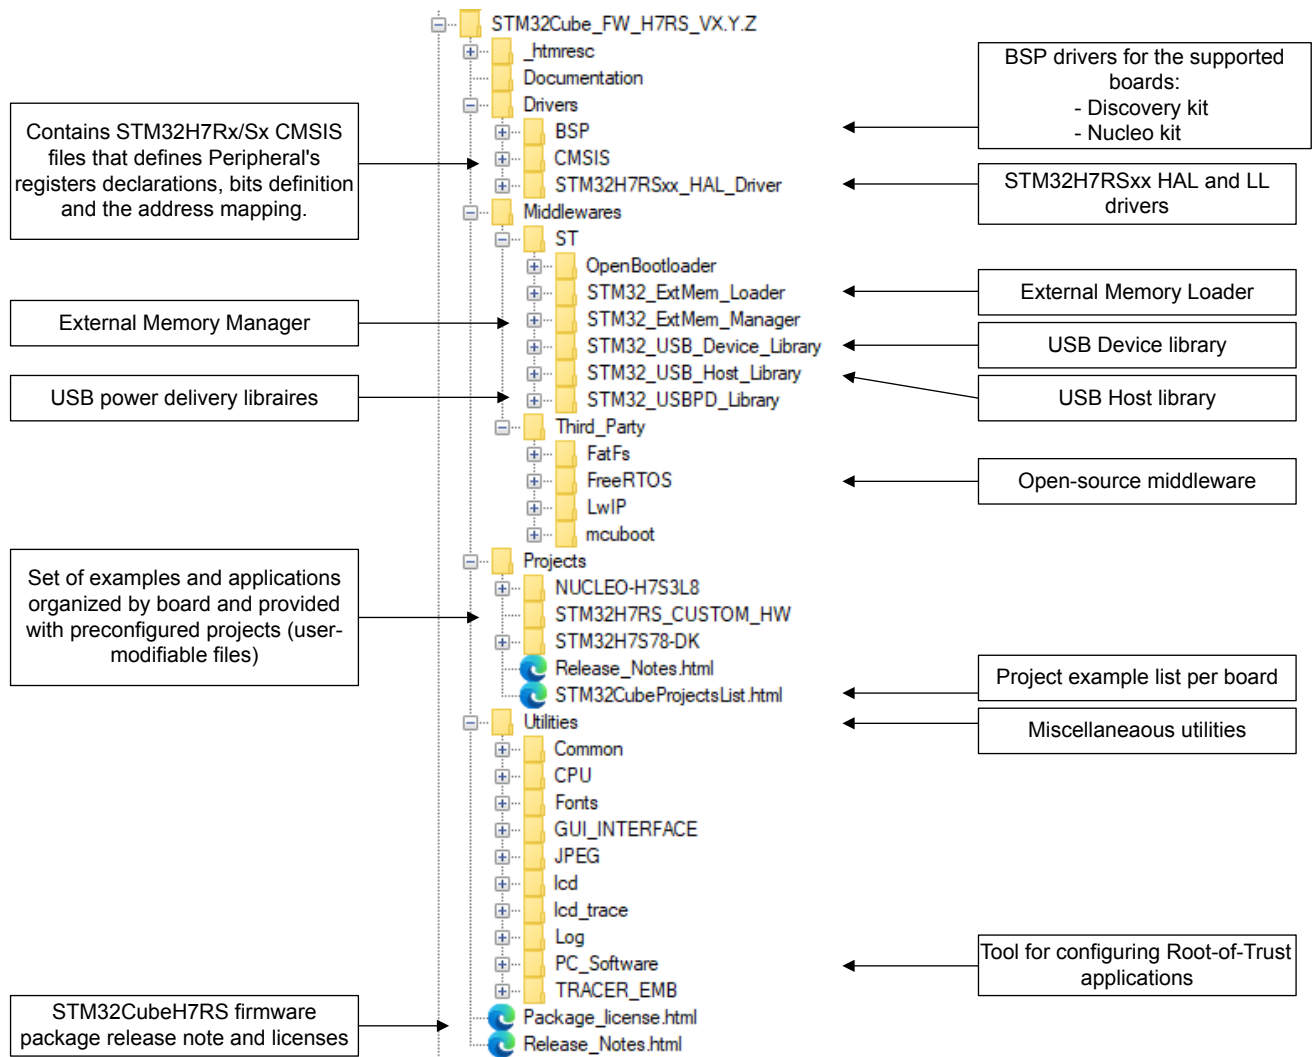 STM32Cube_FW_H7RS_VX.Y.Z
_htmresc
Documentation
Drivers
BSP
CMSIS
STM32H7RSxx_HAL_Driver
Middlewares
ST
OpenBootloader
STM32_ExtMem_Loader
STM32_ExtMem_Manager
STM32_USB_Device_Library
STM32_USB_Host_Library
STM32_USBPD_Library
Third_Party
FatFs
FreeRTOS
LwIP
mcuboot
Projects
NUCLEO-H7S3L8
STM32H7RS_CUSTOM_HW
STM32H7S78-DK
Release_Notes.html
STM32CubeProjectsList.html
Utilities
Common
CPU
Fonts
GUI_INTERFACE
JPEG
lcd
lcd_trace
Log
PC_Software
TRACER_EMB
Package_license.html
Release_Notes.html
Contains STM32H7Rx/Sx CMSIS
files that defines Peripheral's
registers declarations, bits definition
and the address mapping.
External Memory Manager
USB power delivery libraires
Set of examples and applications
organized by board and provided
with preconfigured projects (user-
modifiable files)
STM32CubeH7RS firmware
package release note and licenses
BSP drivers for the supported
boards:
- Discovery kit
- Nucleo kit
STM32H7RSxx HAL and LL
drivers
External Memory Loader
USB Device library
USB Host library
Open-source middleware
Project example list per board
Miscellaneaous utilities
Tool for configuring Root-of-Trust
applications